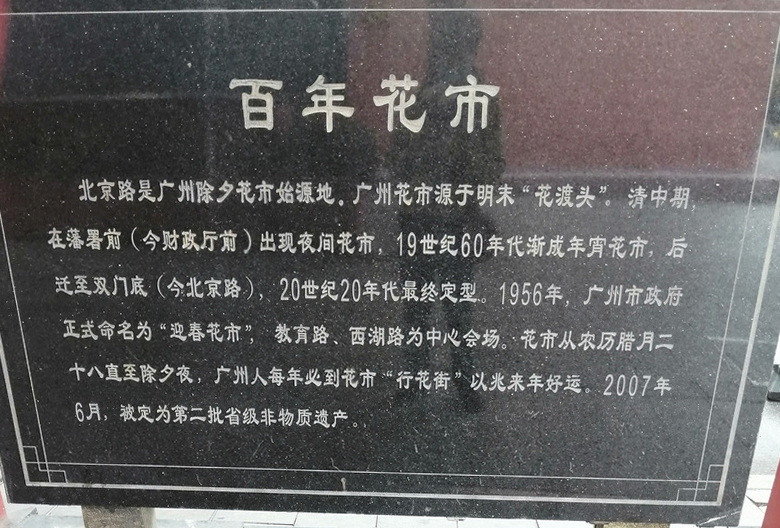 百年花市
北京路是广州除夕花市始源地。广州花市源于明末“花渡头”。清中期,
在藩署前(今财政厅前)出现夜间花市，19世纪60年代渐成年宵花市，后
迁至双门底(今北京路)，20世纪20年代最终定型。1956年，广州市政府
正式命名为“迎春花市”，教育路、西湖路为中心会场。花市从农历腊月二
十八直至除夕夜，广州人每年必到花市“行花街”以兆来年好运。2007年
6月，被定为第二批省级非物质遗产。